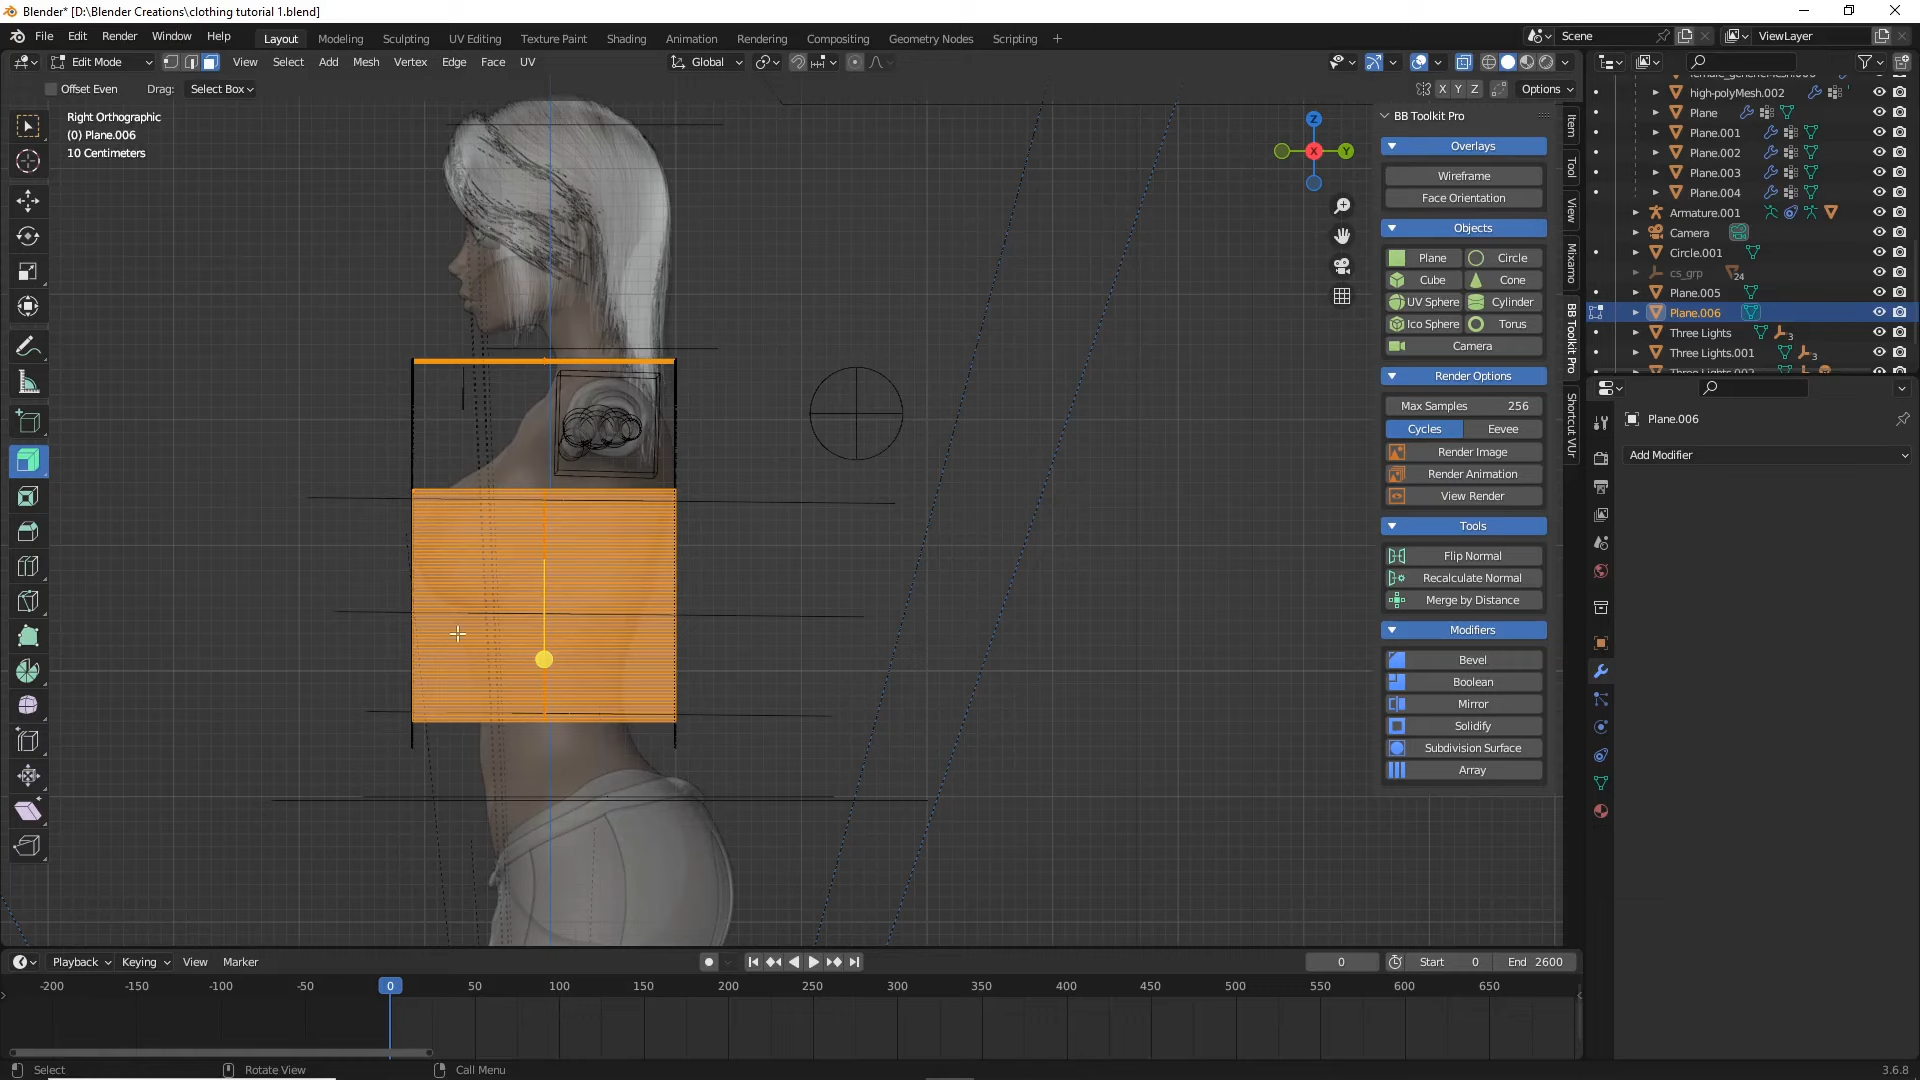 Blender* [D:\Blender Creations\clothing tutorial 1.blend]
File Edit Render Window Help
Layout Modeling Sculpting UV Editing Texture Paint Shading Animation Rendering Compositing Geometry Nodes Scripting
Scene
ViewLayer
Edit Mode View Select Add Mesh Vertex Edge Face UV
Global
Offset Even Drag: Select Box
X Y Z Options
Right Orthographic
(0) Plane.006
10 Centimeters
Z
X
Y
BB Toolkit Pro
Overlays
Wireframe
Face Orientation
Objects
Plane Circle
Cube Cone
UV Sphere Cylinder
Ico Sphere Torus
Camera
Render Options
Max Samples 256
Cycles Eevee
Render Image
Render Animation
View Render
Tools
Flip Normal
Recalculate Normal
Merge by Distance
Modifiers
Bevel
Boolean
Mirror
Solidify
Subdivision Surface
Array
Item
Tool
View
Mixamo
BB Toolkit Pro
Shortcut VUr
high-polyMesh.002
Plane
Plane.001
Plane.002
Plane.003
Plane.004
Armature.001
Camera
Circle.001
cs_grp 24
Plane.005
Plane.006
Three Lights 3
Three Lights.001 3
Plane.006
Add Modifier
Playback Keying View Marker
0 Start 0 End 2600
-200 -150 -100 -50 0 50 100 150 200 250 300 350 400 450 500 550 600 650
Select Rotate View Call Menu
3.6.8